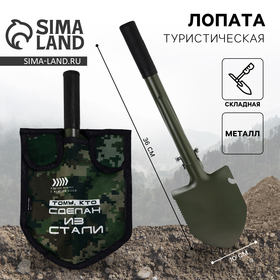 SIMA
LAND
SIMA-LAND.RU
ЛОПАТА
ТУРИСТИЧЕСКАЯ
СКЛАДНАЯ
МЕТАЛЛ
36 СМ
10 СМ
ТОМУ, КТО
СДЕЛАН
ИЗ
СТАЛИ